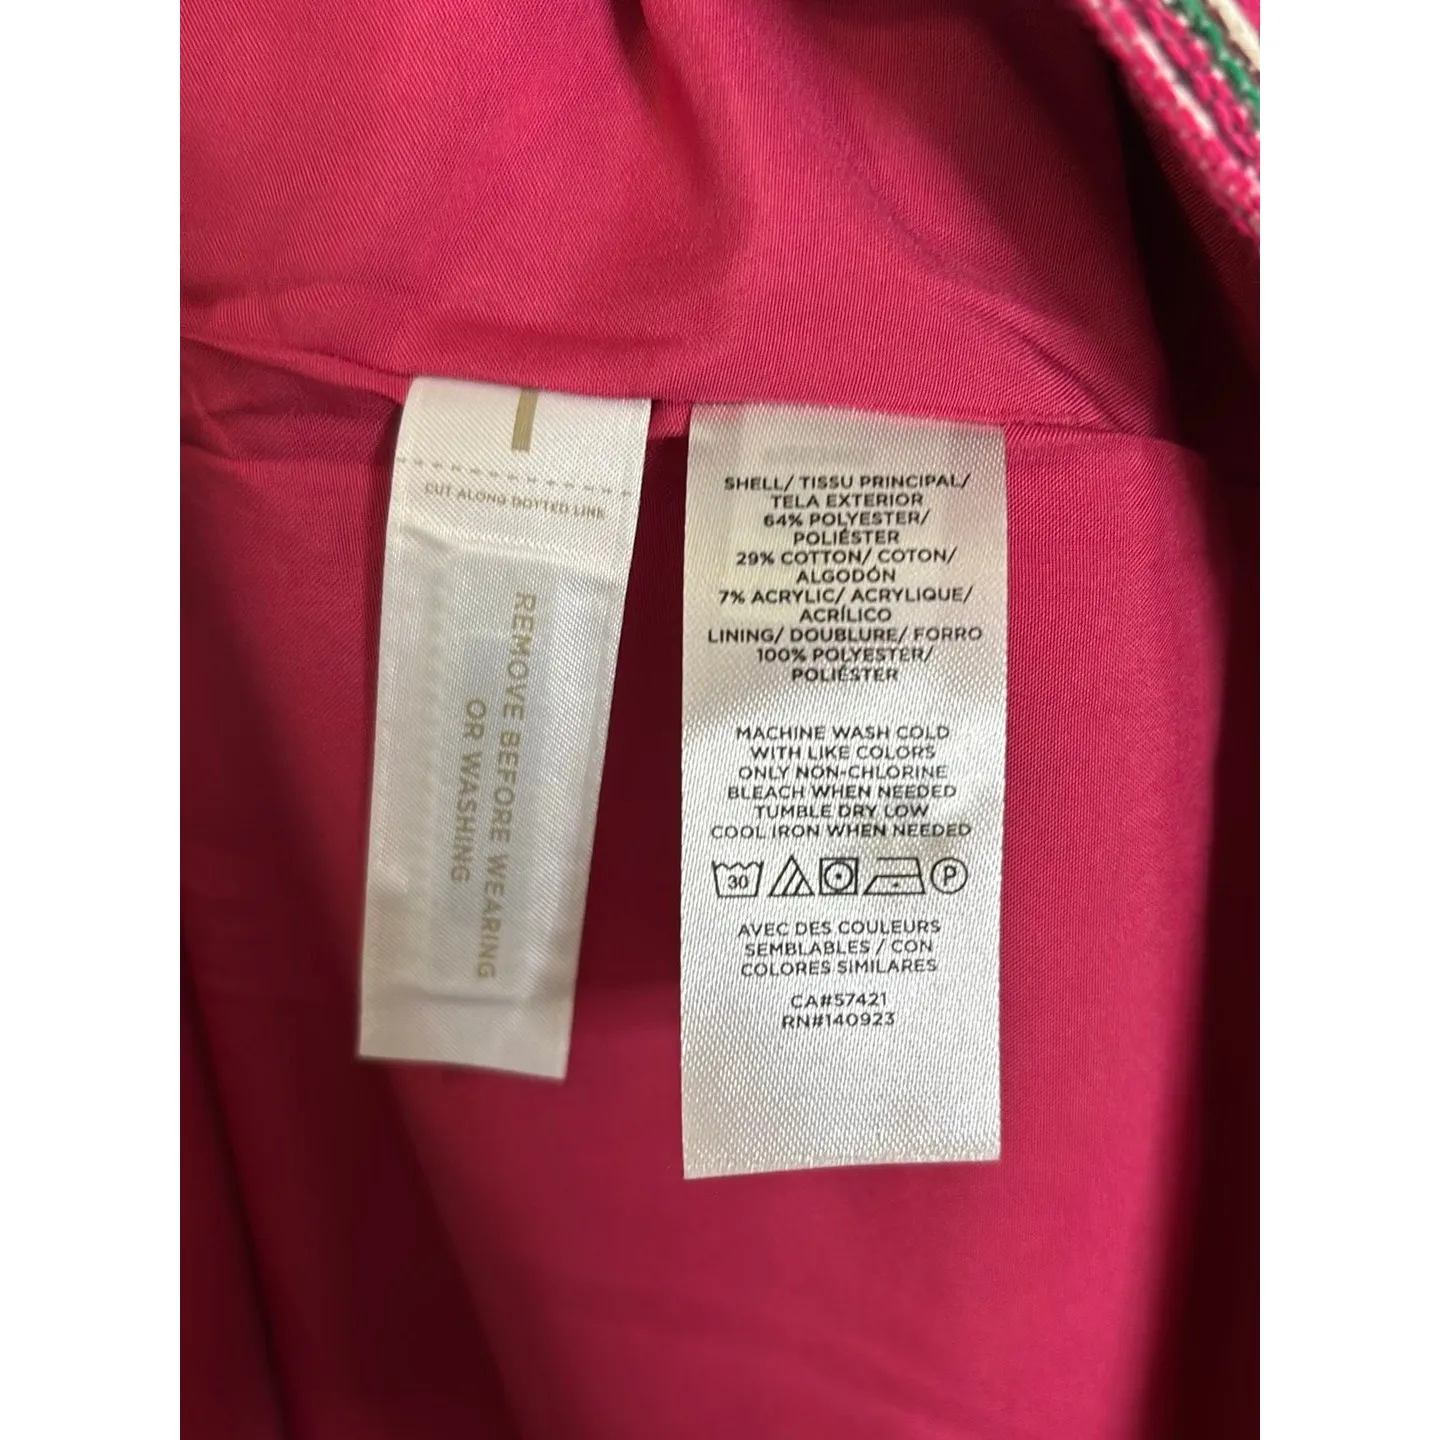 CUT ALONG DOTTED LINE
REMOVE BEFORE WEARING
OR WASHING
SHELL/ TISSU PRINCIPAL/
TELA EXTERIOR
64% POLYESTER/
POLIÉSTER
29% COTTON/ COTON/
ALGODÓN
7% ACRYLIC/ ACRYLIQUE/
ACRÍLICO
LINING/ DOUBLURE/ FORRO
100% POLYESTER/
POLIÉSTER
MACHINE WASH COLD
WITH LIKE COLORS
ONLY NON-CHLORINE
BLEACH WHEN NEEDED
TUMBLE DRY LOW
COOL IRON WHEN NEEDED
30 P
AVEC DES COULEURS
SEMBLABLES / CON
COLORES SIMILARES
CA#57421
RN#140923